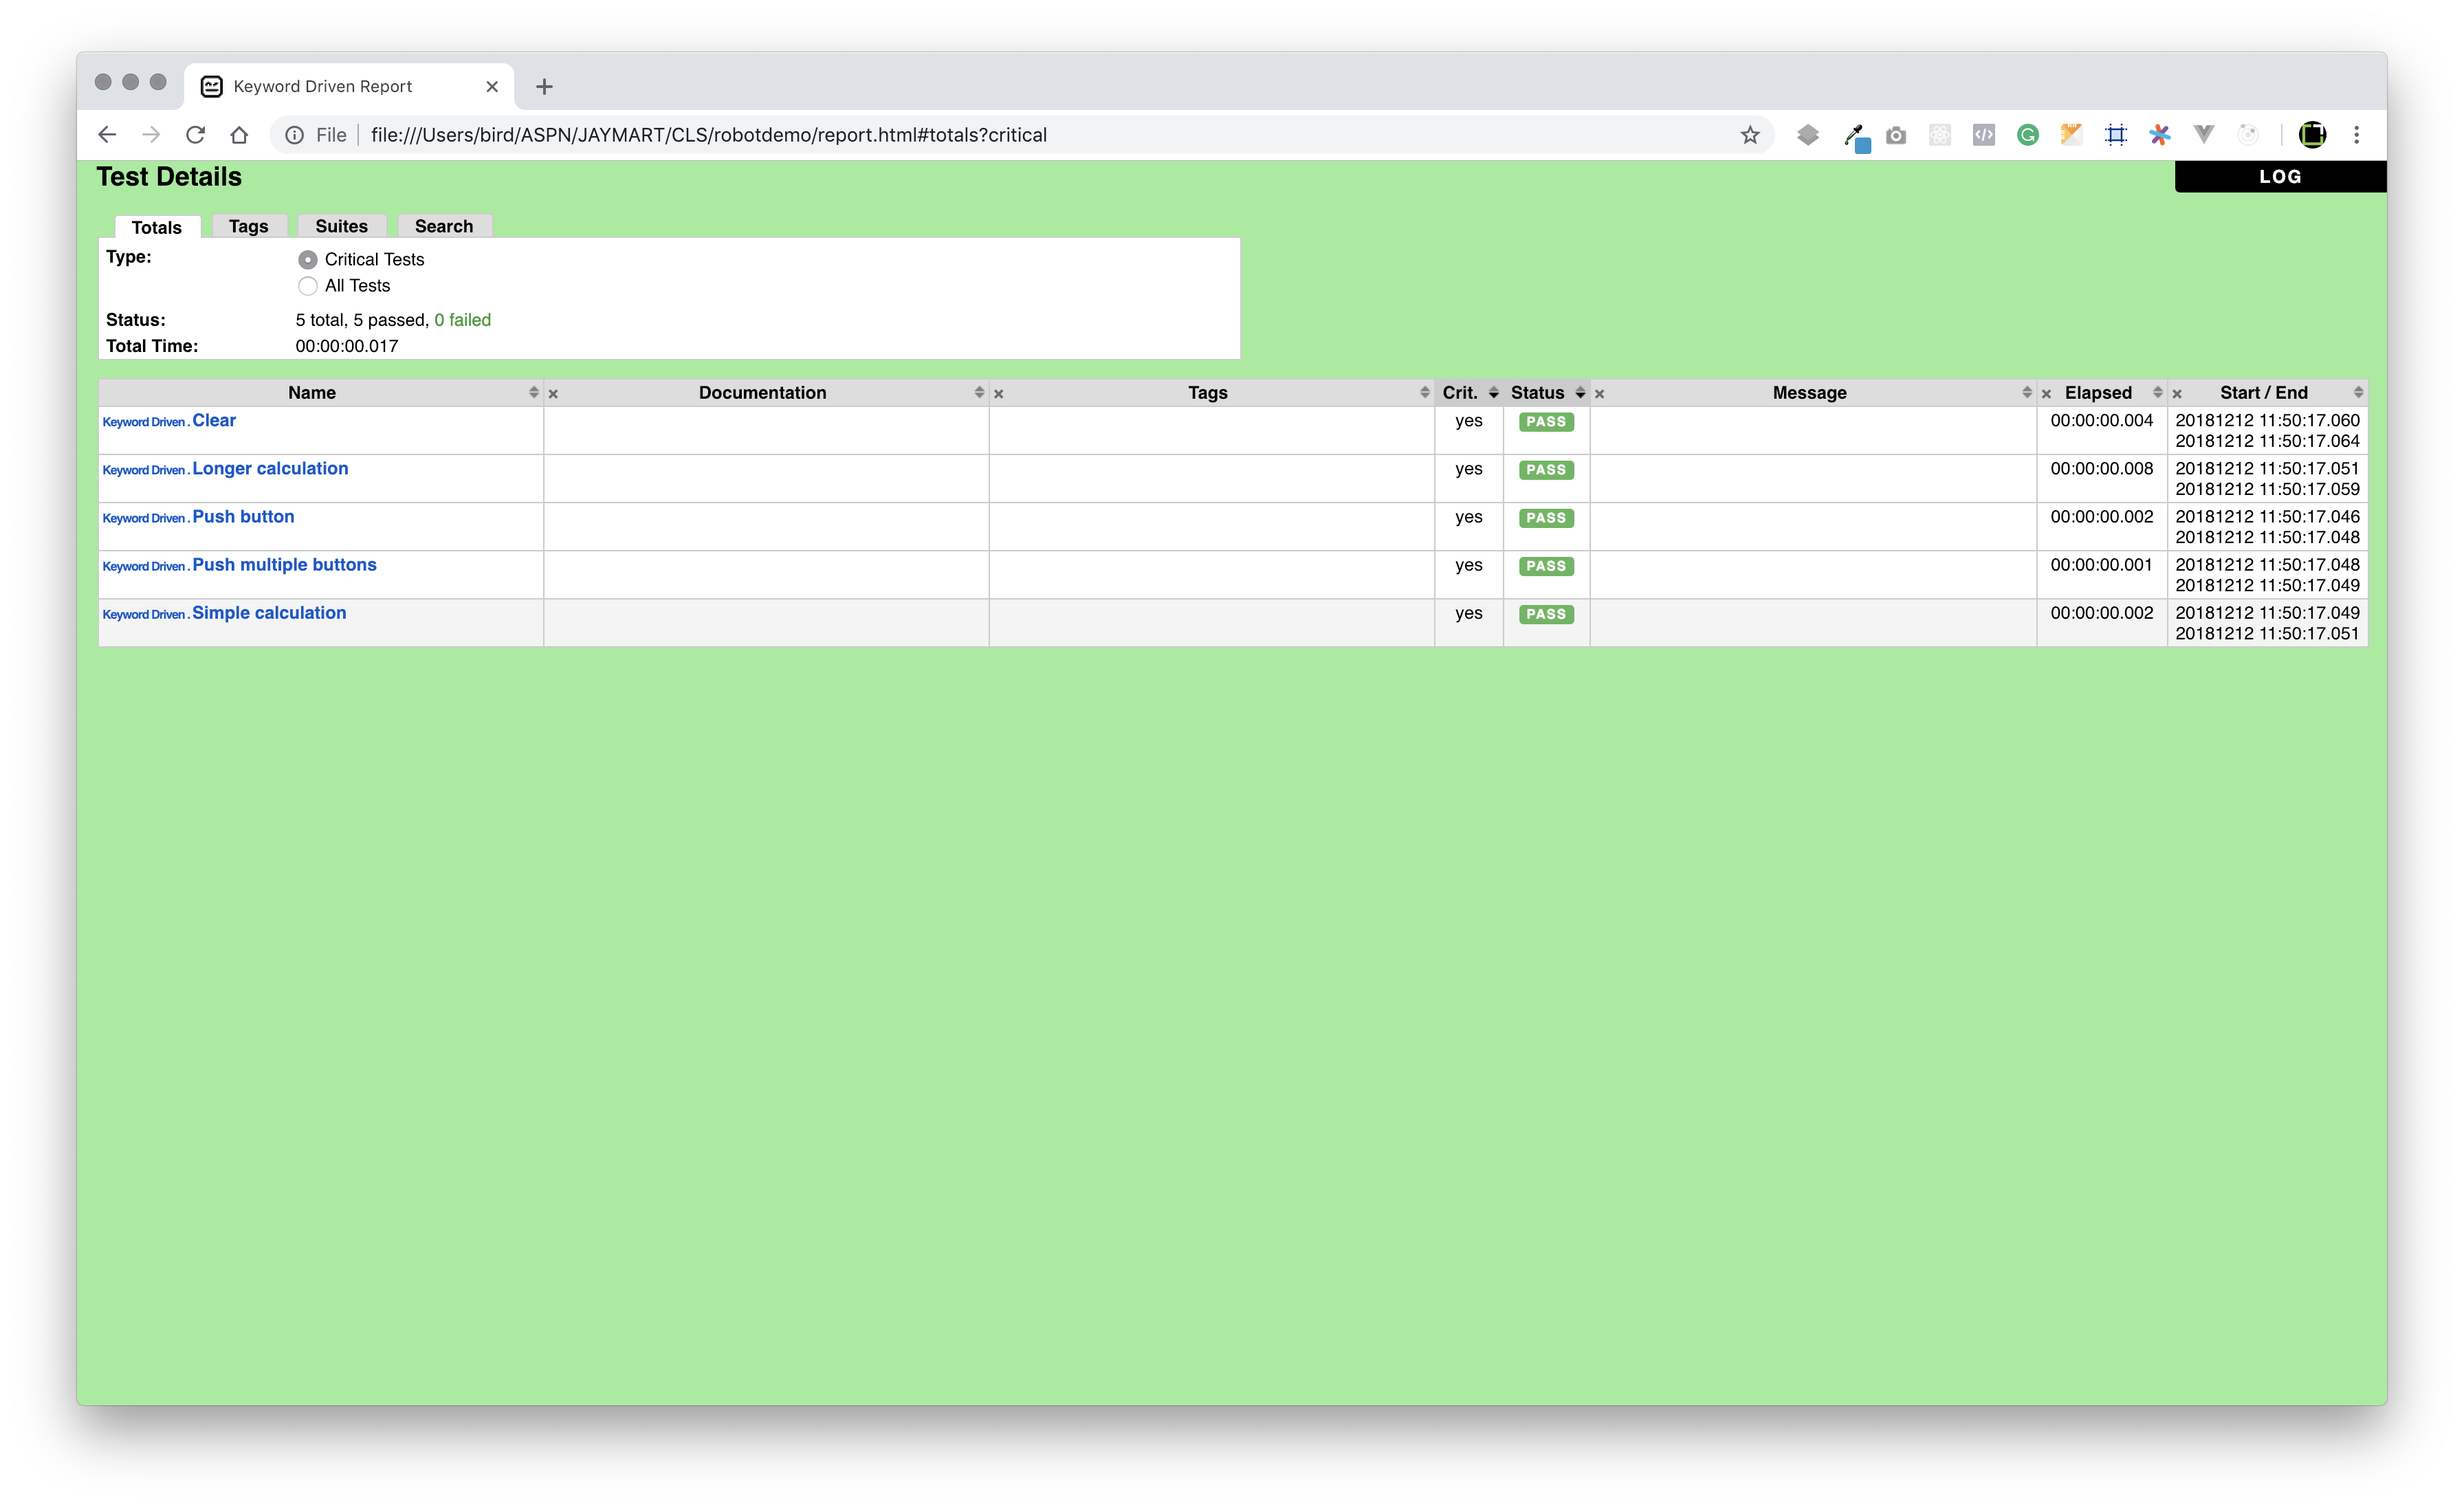 Keyword Driven Report
File file:///Users/bird/ASPN/JAYMART/CLS/robotdemo/report.html#totals?critical
Test Details
LOG
Totals Tags Suites Search
Type: Critical Tests
All Tests
Status: 5 total, 5 passed, 0 failed
Total Time: 00:00:00.017
Name Documentation Tags Crit. Status Message Elapsed Start / End
Keyword Driven . Clear yes PASS 00:00:00.004 20181212 11:50:17.060
20181212 11:50:17.064
Keyword Driven . Longer calculation yes PASS 00:00:00.008 20181212 11:50:17.051
20181212 11:50:17.059
Keyword Driven . Push button yes PASS 00:00:00.002 20181212 11:50:17.046
20181212 11:50:17.048
Keyword Driven . Push multiple buttons yes PASS 00:00:00.001 20181212 11:50:17.048
20181212 11:50:17.049
Keyword Driven . Simple calculation yes PASS 00:00:00.002 20181212 11:50:17.049
20181212 11:50:17.051